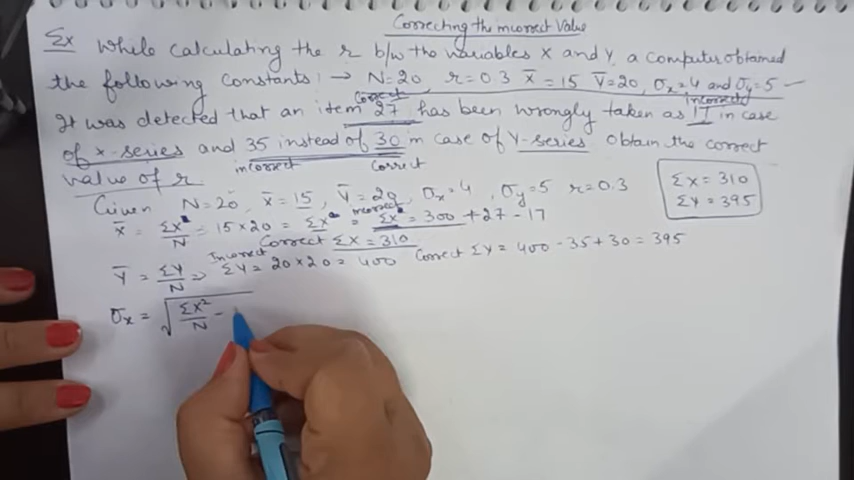 Correcting the incorrect Value
Ex While calculating the r b/w the variables X and Y, a computer obtained
the following constants :→ N=20, r=0.3 X̄=15 Ȳ=20, σx=4 and σy=5
correct incorrectly
It was detected that an item 27 has been wrongly taken as 17 in case
of x-series and 35 instead of 30 in case of Y-series obtain the correct
incorrect correct
value of r
Given N=20, x̄=15, Ȳ=20, σx=4, σy=5 r=0.3
ΣX = 310
ΣY = 395
incorrect
x̄ = ΣX/N = 15×20 = ΣX = ΣX = 300 +27-17
Correct ΣX = 310
Incorrect
Ȳ = ΣY/N ⇒ ΣY = 20×20 = 400 Correct ΣY = 400 -35+30 = 395
σx = √ΣX²/N -